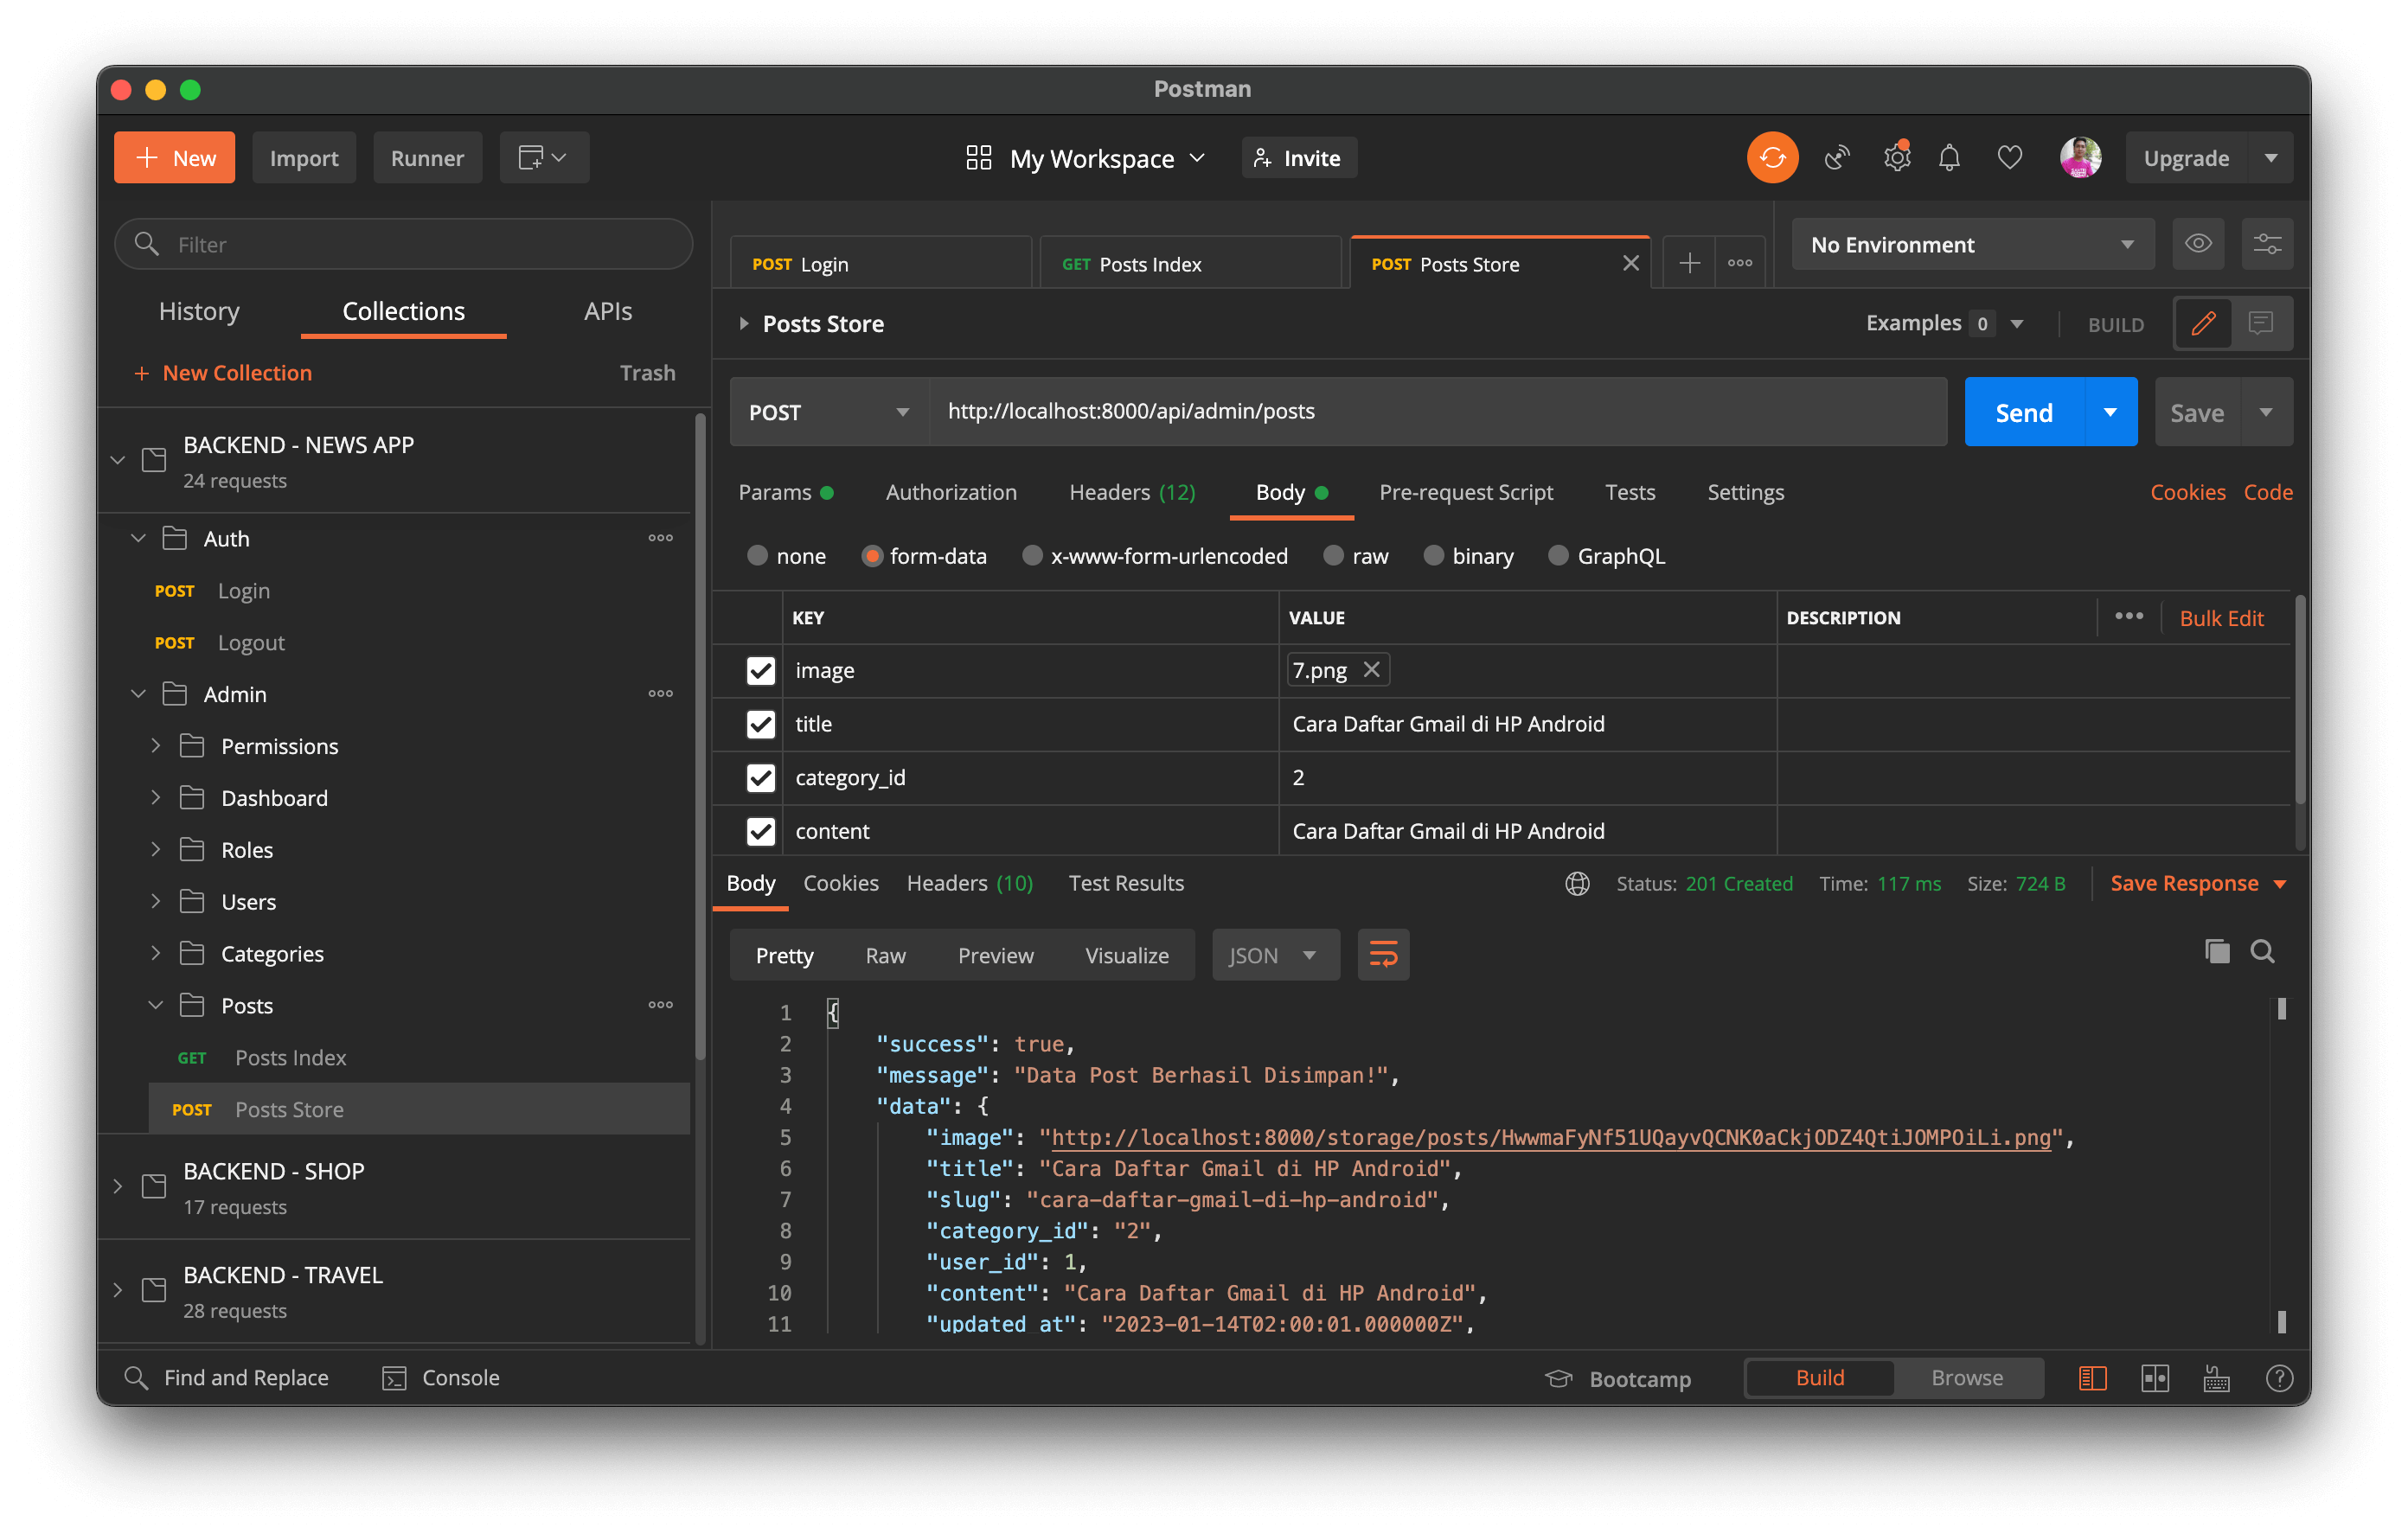 Postman
New
Import
Runner
My Workspace
Invite
Upgrade
Filter
History
Collections
APIs
New Collection
Trash
BACKEND - NEWS APP
24 requests
Auth
POST Login
POST Logout
Admin
Permissions
Dashboard
Roles
Users
Categories
Posts
GET Posts Index
POST Posts Store
BACKEND - SHOP
17 requests
BACKEND - TRAVEL
28 requests
POST Login
GET Posts Index
POST Posts Store
No Environment
Posts Store
Examples 0
BUILD
POST
http://localhost:8000/api/admin/posts
Send
Save
Params
Authorization
Headers (12)
Body
Pre-request Script
Tests
Settings
Cookies
Code
none
form-data
x-www-form-urlencoded
raw
binary
GraphQL
KEY VALUE DESCRIPTION
Bulk Edit
image 7.png
title Cara Daftar Gmail di HP Android
category_id 2
content Cara Daftar Gmail di HP Android
Body
Cookies
Headers (10)
Test Results
Status: 201 Created
Time: 117 ms
Size: 724 B
Save Response
Pretty
Raw
Preview
Visualize
JSON
1 {
2 "success": true,
3 "message": "Data Post Berhasil Disimpan!",
4 "data": {
5 "image": "http://localhost:8000/storage/posts/HwwmaFyNf51UQayvQCNK0aCkjODZ4QtiJOMPOiLi.png",
6 "title": "Cara Daftar Gmail di HP Android",
7 "slug": "cara-daftar-gmail-di-hp-android",
8 "category_id": "2",
9 "user_id": 1,
10 "content": "Cara Daftar Gmail di HP Android",
11 "updated_at": "2023-01-14T02:00:01.000000Z",
Find and Replace
Console
Bootcamp
Build
Browse